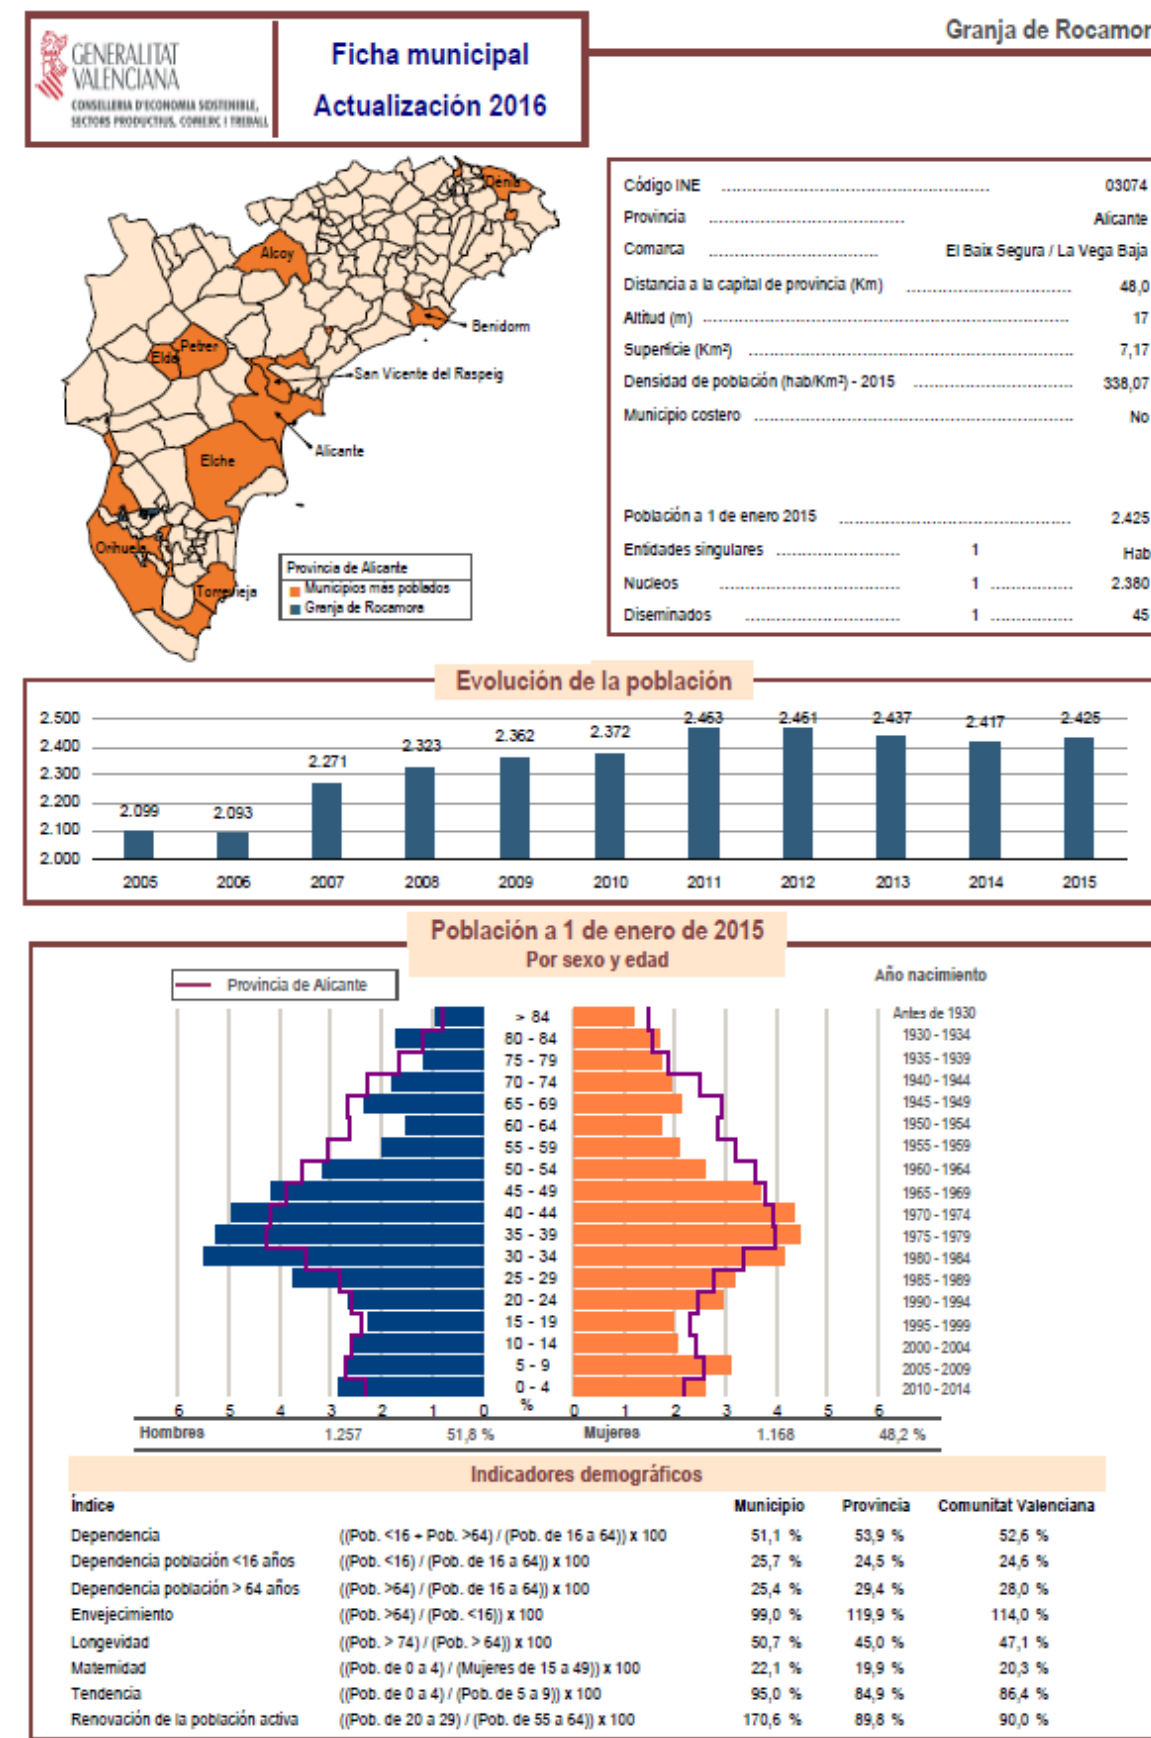 Granja de Rocamor
GENERALITAT
VALENCIANA
CONSELLERIA D'ECONOMIA SOSTENIBLE,
SECTORS PRODUCTIUS, COMERÇ I TREBALL
Ficha municipal
Actualización 2016
Dénia
Alcoy
Benidorm
Petrer
Elda
San Vicente del Raspeig
Alicante
Elche
Orihuela
Torrevieja
Provincia de Alicante
Municipios más poblados
Granja de Rocamora
Código INE 03074
Provincia Alicante
Comarca El Baix Segura / La Vega Baja
Distancia a la capital de provincia (Km) 48,0
Altitud (m) 17
Superficie (Km²) 7,17
Densidad de población (hab/Km²) - 2015 338,07
Municipio costero No
Población a 1 de enero 2015 2.425
Entidades singulares 1 Hab
Nucleos 1 2.380
Diseminados 1 45
Evolución de la población
2.500
2.400
2.300
2.200
2.100
2.000
2.099 2.093 2.271 2.323 2.362 2.372 2.463 2.461 2.437 2.417 2.425
2005 2006 2007 2008 2009 2010 2011 2012 2013 2014 2015
Población a 1 de enero de 2015
Por sexo y edad
Provincia de Alicante
Año nacimiento
> 84 Antes de 1930
80 - 84 1930 - 1934
75 - 79 1935 - 1939
70 - 74 1940 - 1944
65 - 69 1945 - 1949
60 - 64 1950 - 1954
55 - 59 1955 - 1959
50 - 54 1960 - 1964
45 - 49 1965 - 1969
40 - 44 1970 - 1974
35 - 39 1975 - 1979
30 - 34 1980 - 1984
25 - 29 1985 - 1989
20 - 24 1990 - 1994
15 - 19 1995 - 1999
10 - 14 2000 - 2004
5 - 9 2005 - 2009
0 - 4 2010 - 2014
6 5 4 3 2 1 0 % 0 1 2 3 4 5 6
Hombres 1.257 51,8 % Mujeres 1.168 48,2 %
Indicadores demográficos
Índice Municipio Provincia Comunitat Valenciana
Dependencia ((Pob. <16 + Pob. >64) / (Pob. de 16 a 64)) x 100 51,1 % 53,9 % 52,6 %
Dependencia población <16 años ((Pob. <16) / (Pob. de 16 a 64)) x 100 25,7 % 24,5 % 24,6 %
Dependencia población > 64 años ((Pob. >64) / (Pob. de 16 a 64)) x 100 25,4 % 29,4 % 28,0 %
Envejecimiento ((Pob. >64) / (Pob. <16)) x 100 99,0 % 119,9 % 114,0 %
Longevidad ((Pob. > 74) / (Pob. > 64)) x 100 50,7 % 45,0 % 47,1 %
Maternidad ((Pob. de 0 a 4) / (Mujeres de 15 a 49)) x 100 22,1 % 19,9 % 20,3 %
Tendencia ((Pob. de 0 a 4) / (Pob. de 5 a 9)) x 100 95,0 % 84,9 % 86,4 %
Renovación de la población activa ((Pob. de 20 a 29) / (Pob. de 55 a 64)) x 100 170,6 % 89,8 % 90,0 %